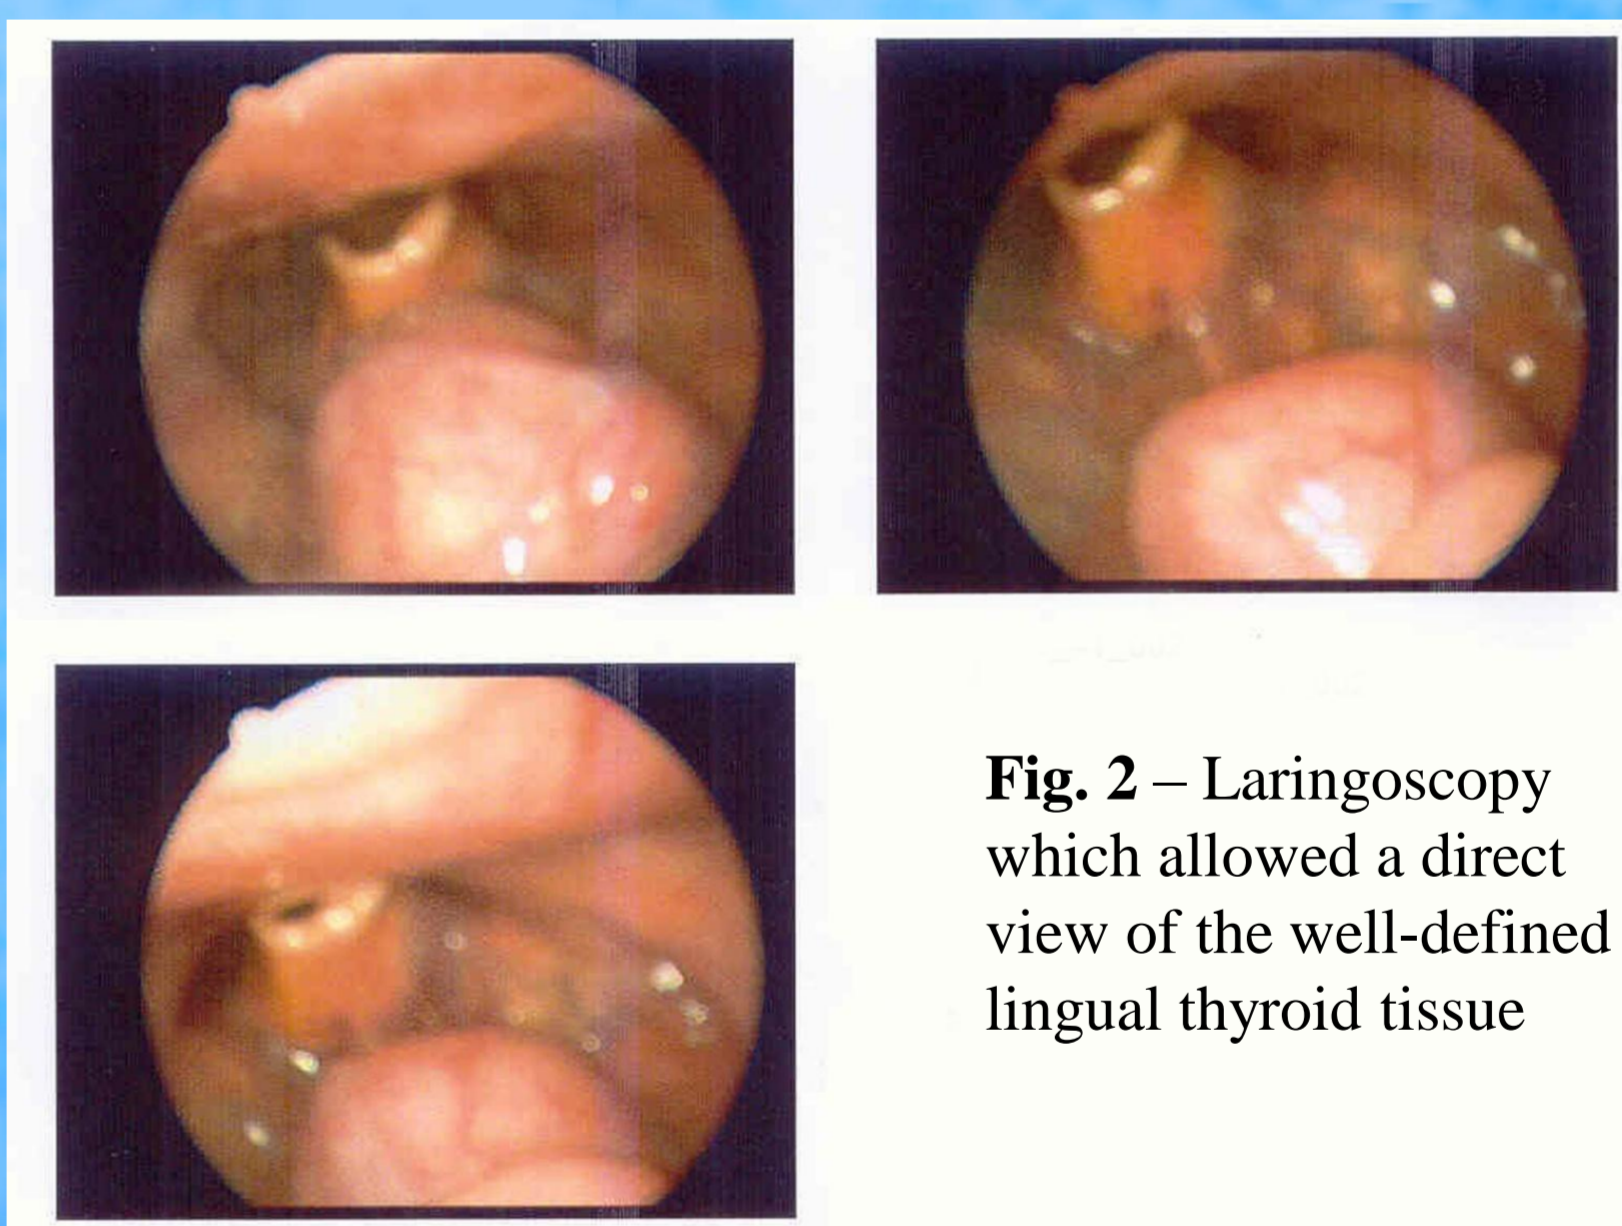 Fig. 2 – Laringoscopy
which allowed a direct
view of the well-defined
lingual thyroid tissue